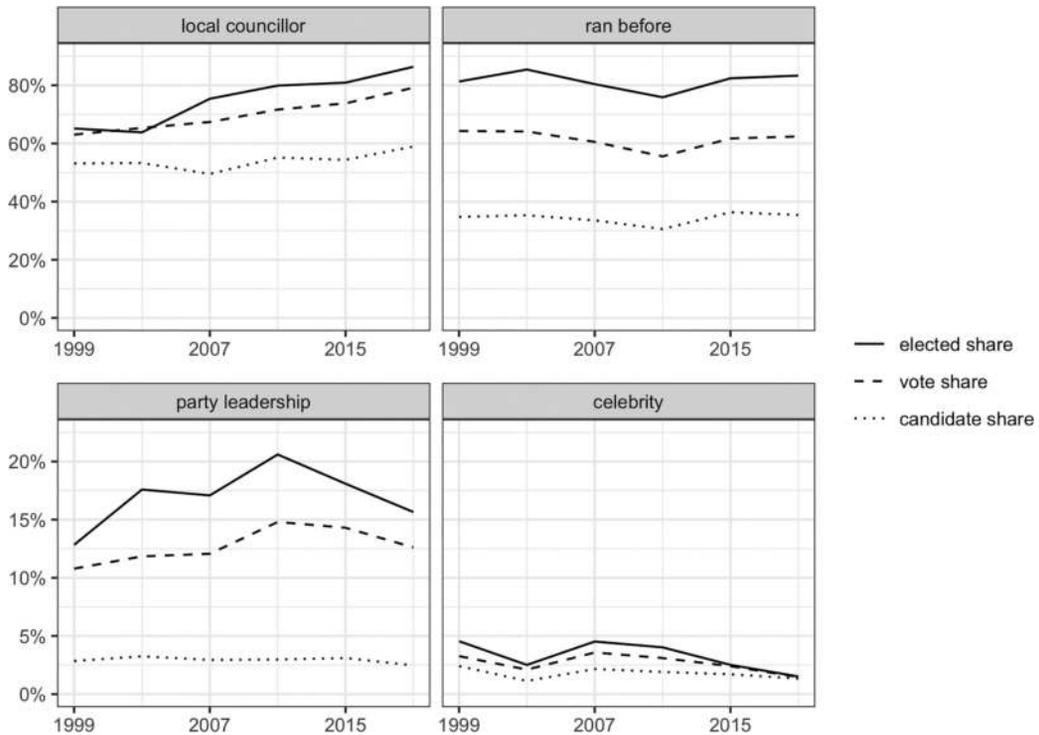 local councillor
ran before
80%
60%
40%
20%
0%
1999 2007 2015
1999 2007 2015
elected share
vote share
candidate share
party leadership
celebrity
20%
15%
10%
5%
0%
1999 2007 2015
1999 2007 2015